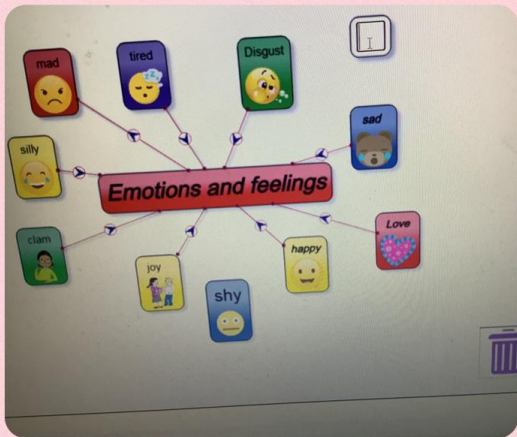 mad
tired
Disgust
sad
silly
Emotions and feelings
clam
joy
shy
happy
Love